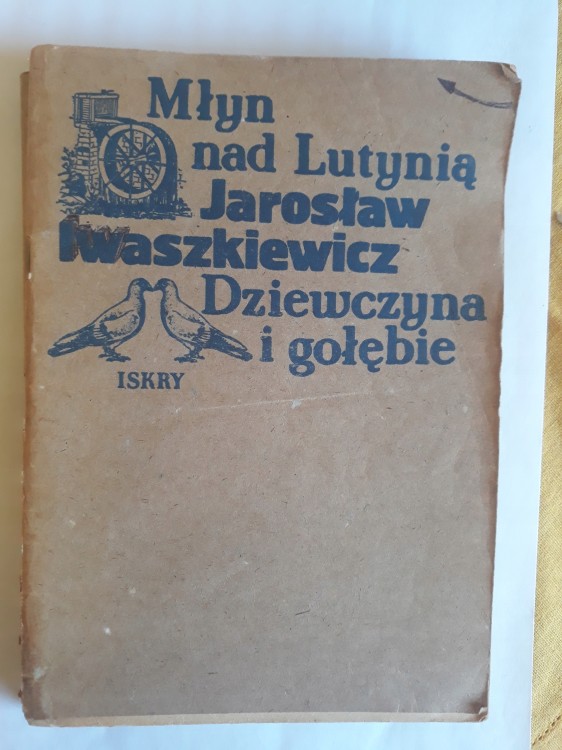 Młyn
nad Lutynią
Jarosław
Iwaszkiewicz
Dziewczyna
i gołębie
ISKRY